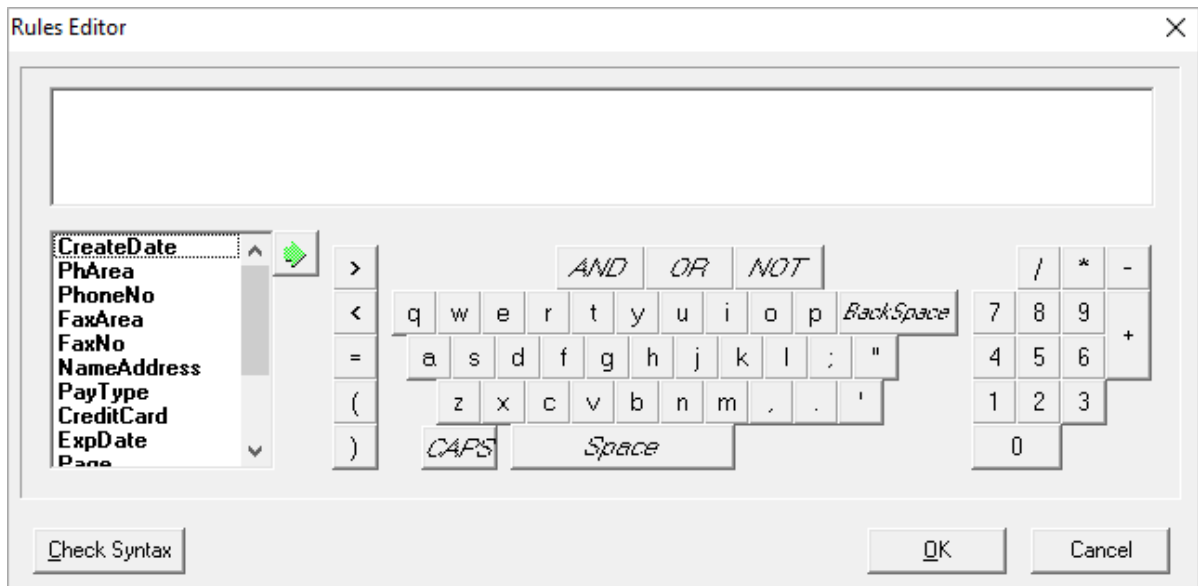 Rules Editor
CreateDate
PhArea
PhoneNo
FaxArea
FaxNo
NameAddress
PayType
CreditCard
ExpDate
Page
>
<
=
(
)
AND OR NOT
q w e r t y u i o p BackSpace
a s d f g h j k l ; "
z x c v b n m , . '
CAPS Space
/ * -
7 8 9 +
4 5 6
1 2 3
0
Check Syntax
OK
Cancel